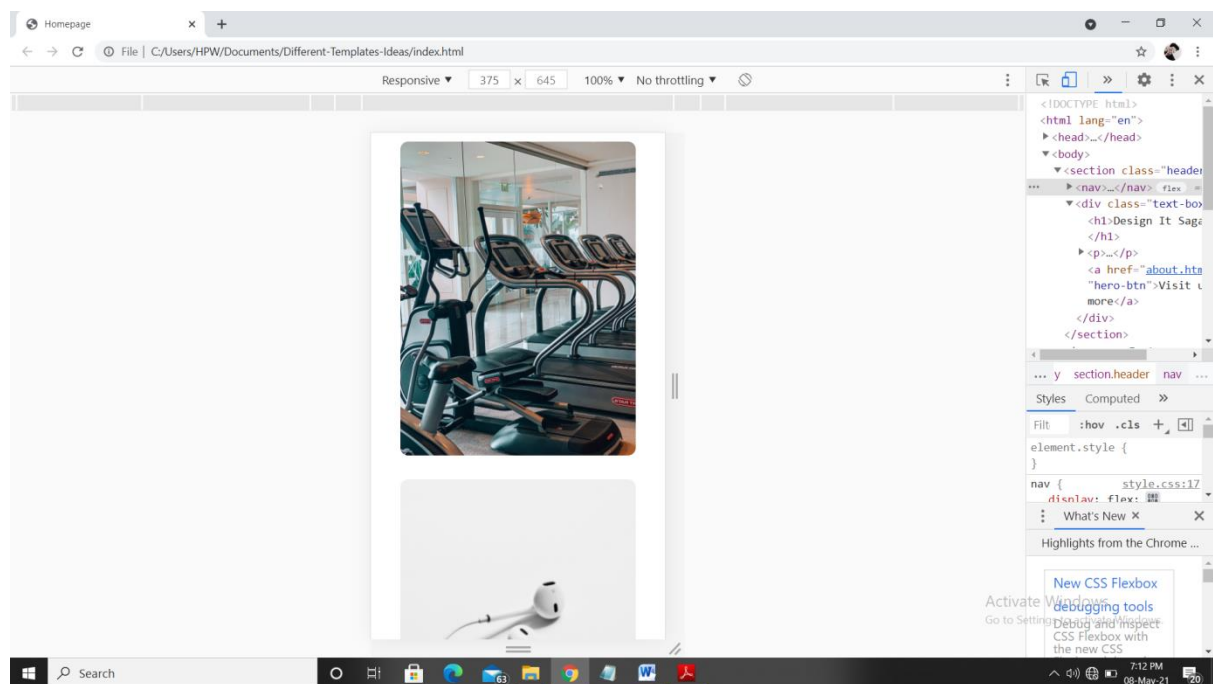 Homepage × +
File | C:/Users/HPW/Documents/Different-Templates-Ideas/index.html
Responsive ▼ 375 × 645 100% ▼ No throttling ▼
<!DOCTYPE html>
<html lang="en">
▶<head>…</head>
▼<body>
▼<section class="header
… ▶<nav>…</nav> flex
▼<div class="text-box
<h1>Design It Saga
</h1>
▶<p>…</p>
<a href="about.htm
"hero-btn">Visit u
more</a>
</div>
</section>
... y section.header nav ...
Styles Computed »
Filt :hov .cls +
element.style {
}
nav { style.css:17
display: flex;
What's New ×
Highlights from the Chrome ...
New CSS Flexbox
debugging tools
Debug and inspect
CSS Flexbox with
the new CSS
Activate Windows
Go to Settings to activate Windows.
Search
63
7:12 PM
08-May-21
20